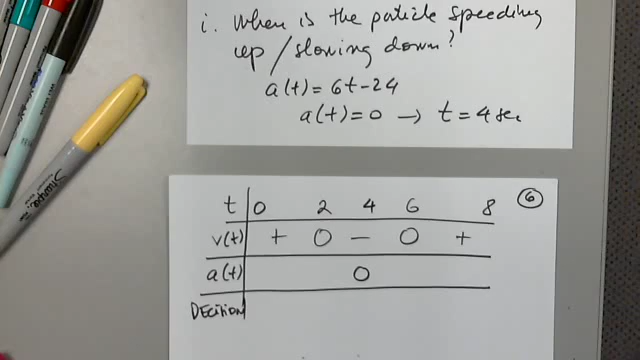 i. When is the particle speeding
up / slowing down?
a(t) = 6t - 24
a(t) = 0 → t = 4 sec
6
t 0 2 4 6 8
v(t) + 0 - 0 +
a(t) 0
DECISION
Sharpie